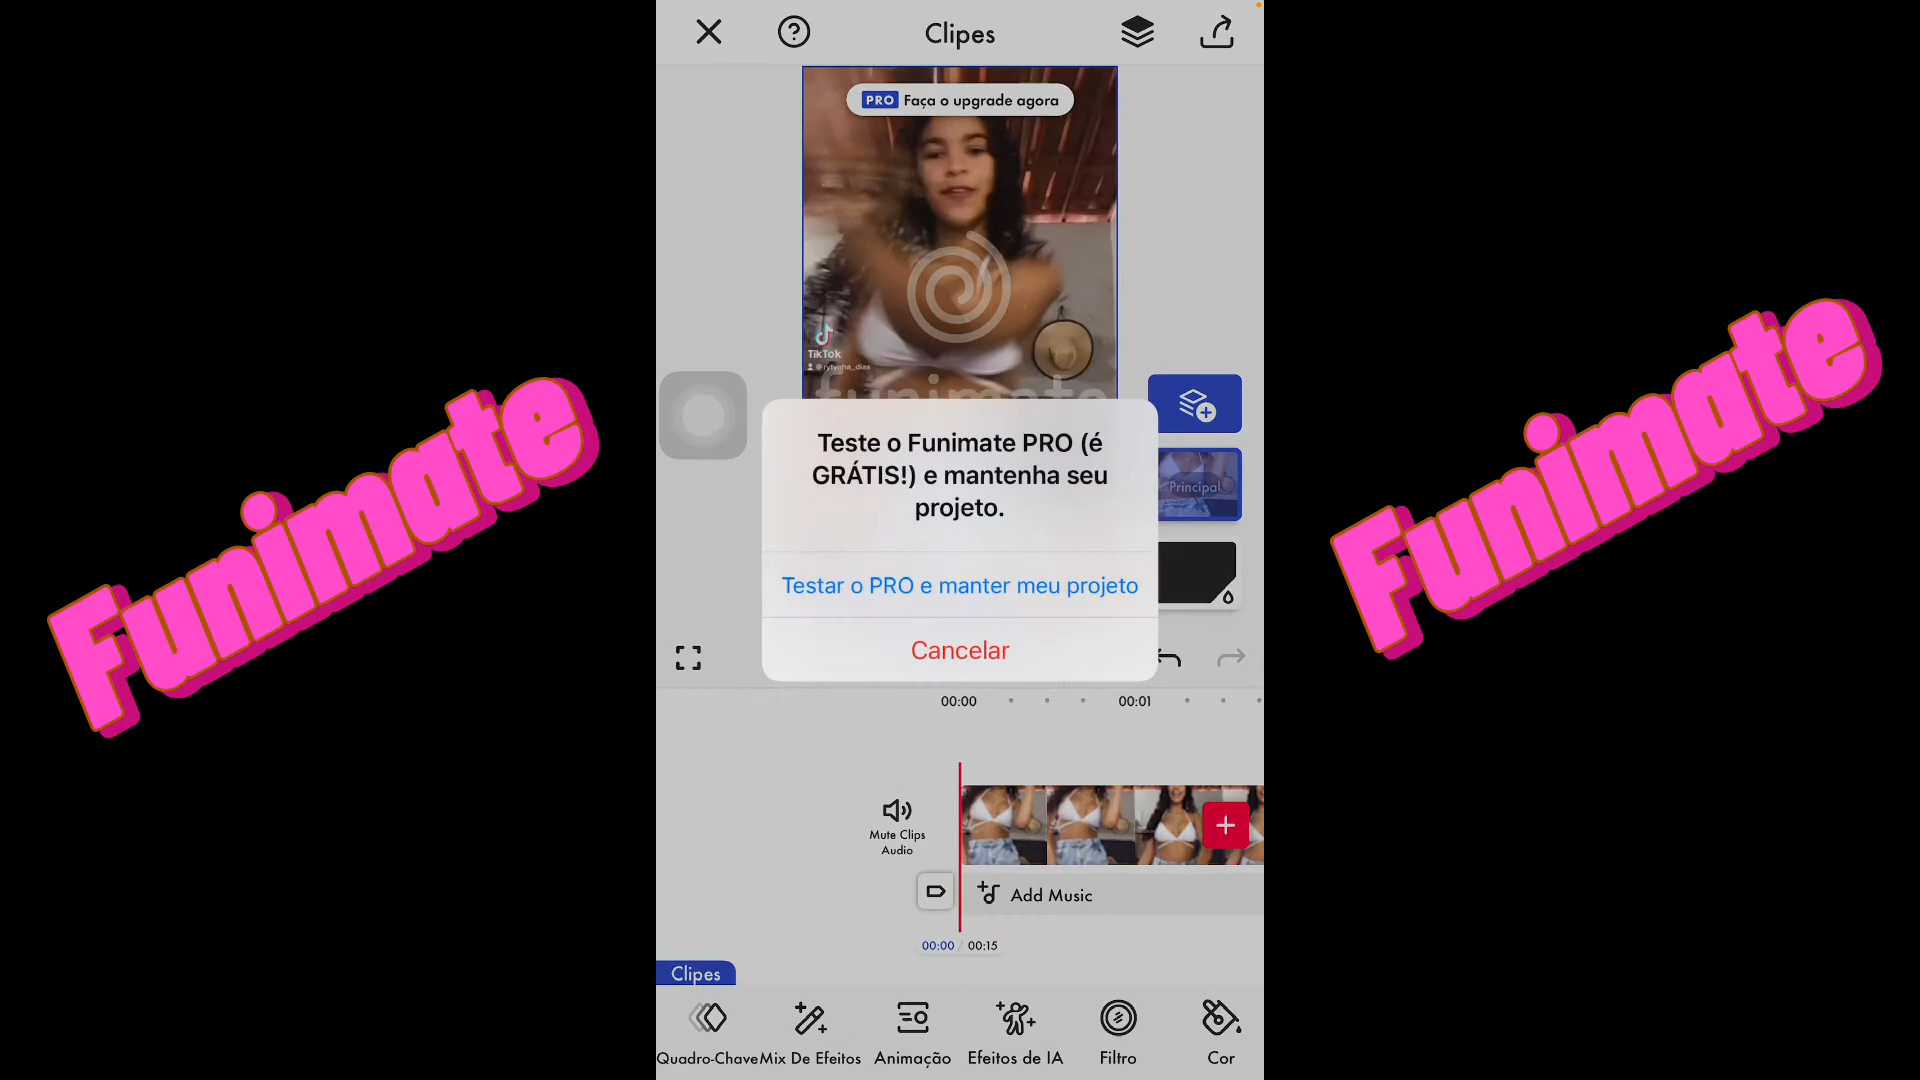 Clipes
PRO Faça o upgrade agora
TikTok
@rytynha_dias
funimate
Teste o Funimate PRO (é
GRÁTIS!) e mantenha seu
projeto.
Testar o PRO e manter meu projeto
Cancelar
Principal
Funimate
Funimate
00:00
00:01
Mute Clips
Audio
Add Music
00:00 / 00:15
Clipes
Quadro-Chave
Mix De Efeitos
Animação
Efeitos de IA
Filtro
Cor